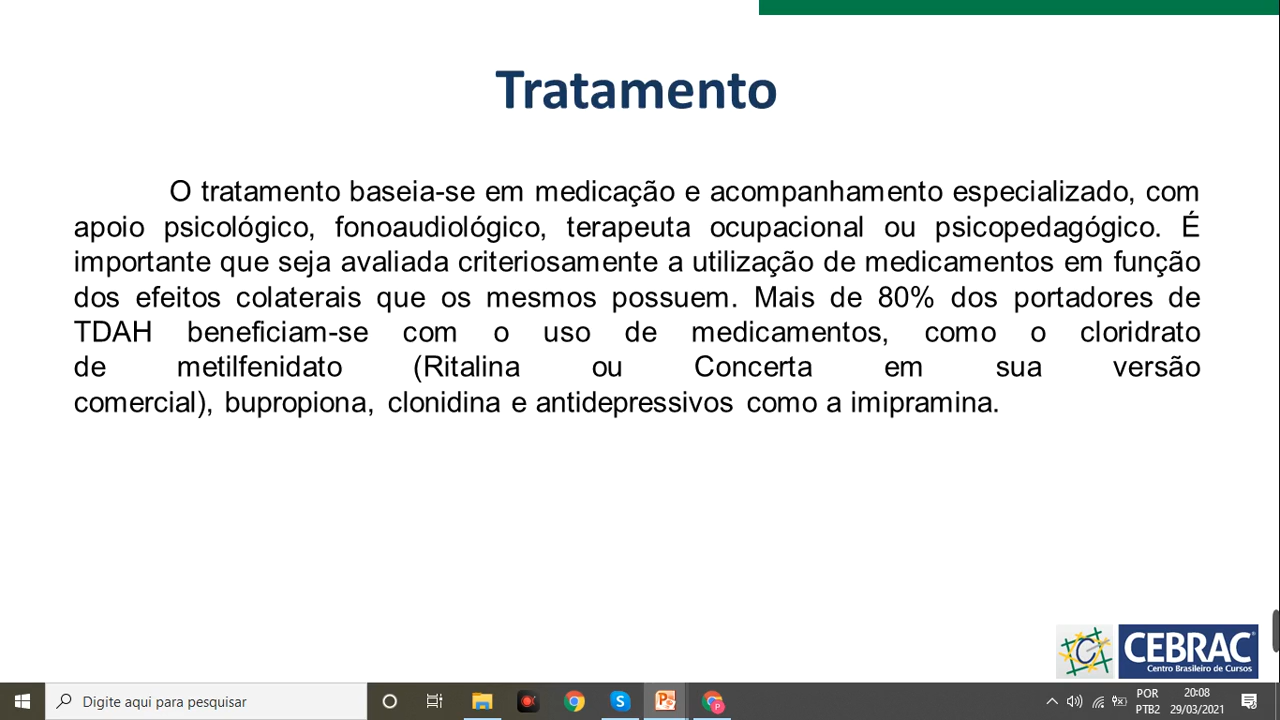 Tratamento
O tratamento baseia-se em medicação e acompanhamento especializado, com
apoio psicológico, fonoaudiológico, terapeuta ocupacional ou psicopedagógico. É
importante que seja avaliada criteriosamente a utilização de medicamentos em função
dos efeitos colaterais que os mesmos possuem. Mais de 80% dos portadores de
TDAH beneficiam-se com o uso de medicamentos, como o cloridrato
de metilfenidato (Ritalina ou Concerta em sua versão
comercial), bupropiona, clonidina e antidepressivos como a imipramina.
C CEBRAC®
Centro Brasileiro de Cursos
Digite aqui para pesquisar
S
P
P
POR
PTB2
20:08
29/03/2021